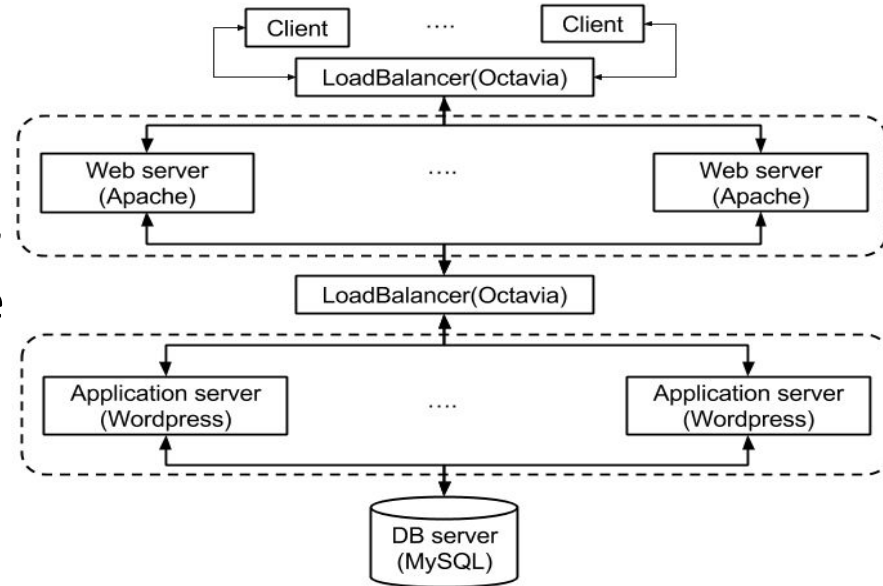 Client
....
Client
LoadBalancer(Octavia)
Web server
(Apache)
....
Web server
(Apache)
LoadBalancer(Octavia)
Application server
(Wordpress)
....
Application server
(Wordpress)
DB server
(MySQL)